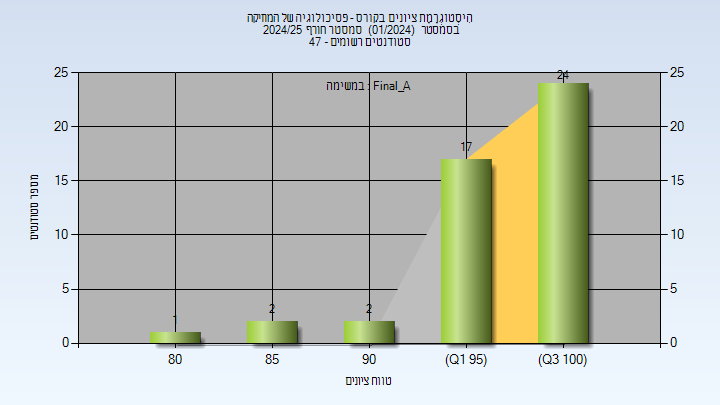 היסטוגרמת ציונים בקורס - פסיכולוגיה של המוזיקה
בסמסטר (01/2024) סמסטר חורף 2024/25
סטודנטים רשומים - 47
במשימה : Final_A
25
20
15
10
5
0
25
20
15
10
5
0
1
2
2
17
24
80
85
90
(Q1 95)
(Q3 100)
מספר סטודנטים
טווח ציונים